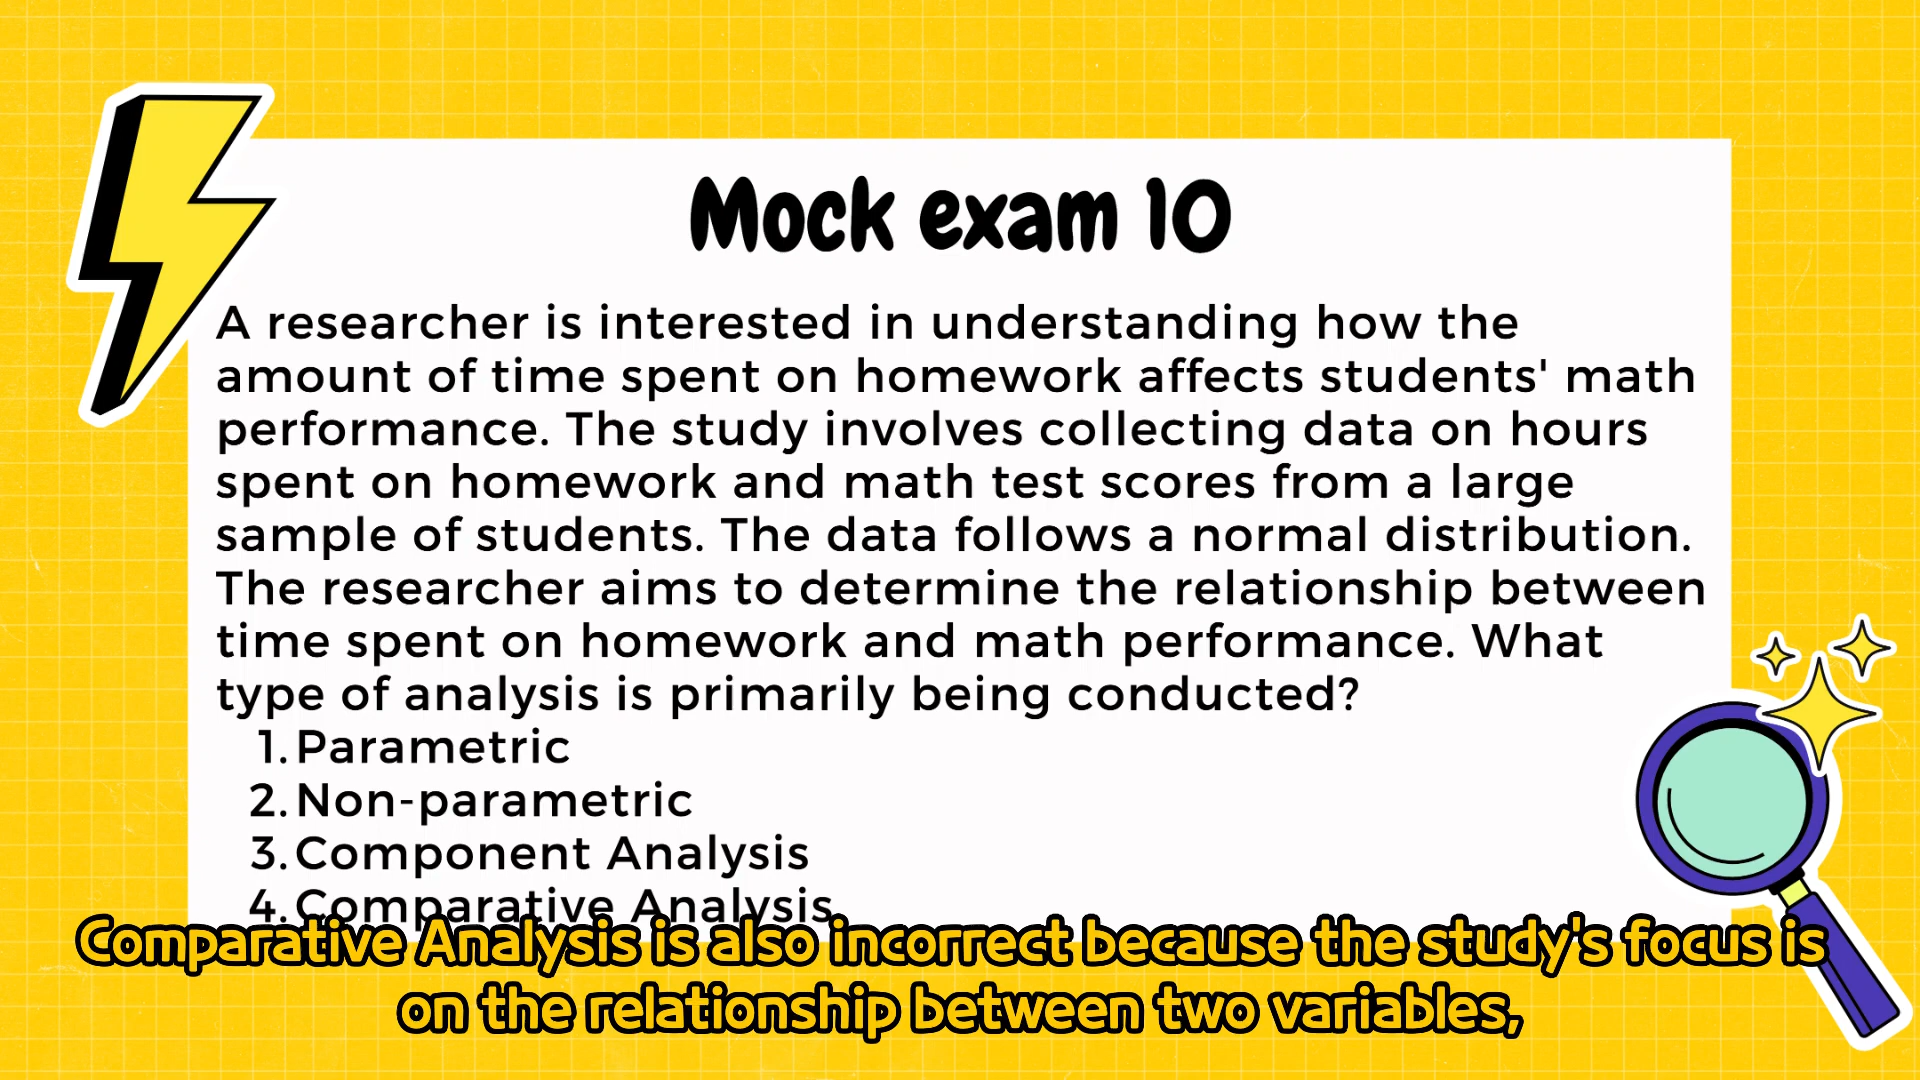 Mock exam 10
A researcher is interested in understanding how the
amount of time spent on homework affects students' math
performance. The study involves collecting data on hours
spent on homework and math test scores from a large
sample of students. The data follows a normal distribution.
The researcher aims to determine the relationship between
time spent on homework and math performance. What
type of analysis is primarily being conducted?
1. Parametric
2. Non-parametric
3. Component Analysis
4. Comparative Analysis
Comparative Analysis is also incorrect because the study's focus is
on the relationship between two variables,